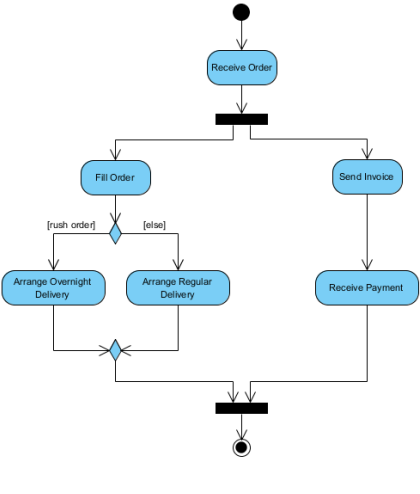 Receive Order
Fill Order
Send Invoice
[rush order]
[else]
Arrange Overnight
Delivery
Arrange Regular
Delivery
Receive Payment